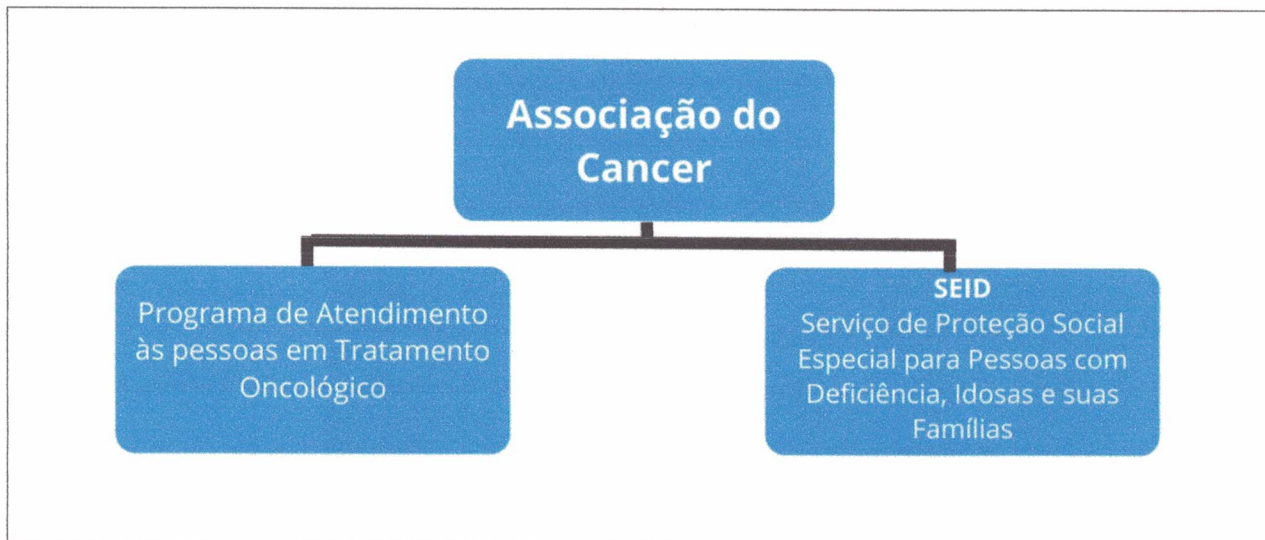 Associação do
Cancer
Programa de Atendimento
às pessoas em Tratamento
Oncológico
SEID
Serviço de Proteção Social
Especial para Pessoas com
Deficiência, Idosas e suas
Famílias